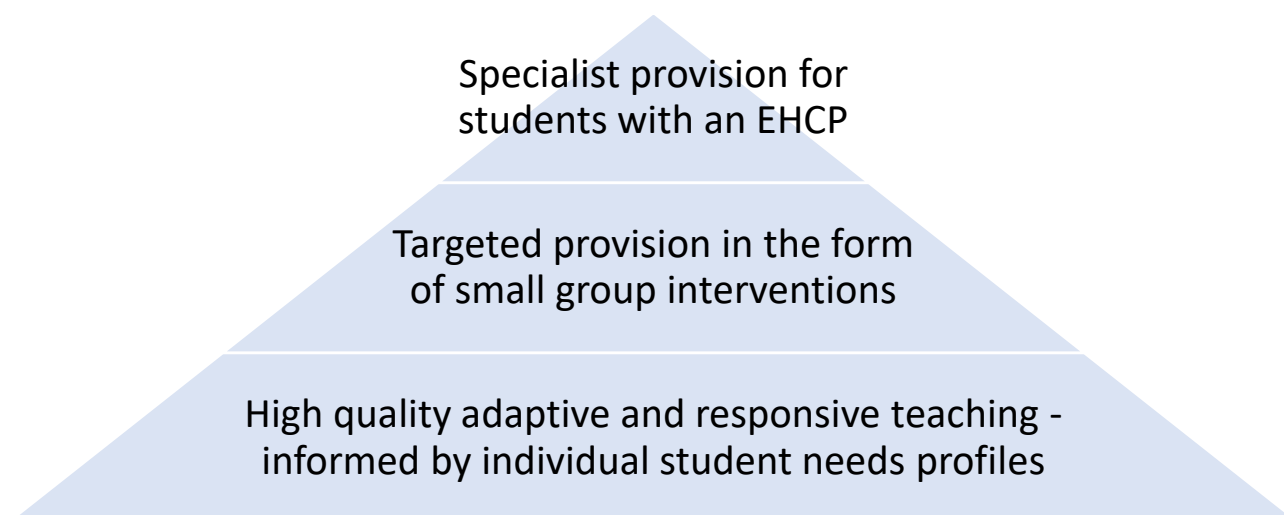 Specialist provision for
students with an EHCP
Targeted provision in the form
of small group interventions
High quality adaptive and responsive teaching -
informed by individual student needs profiles